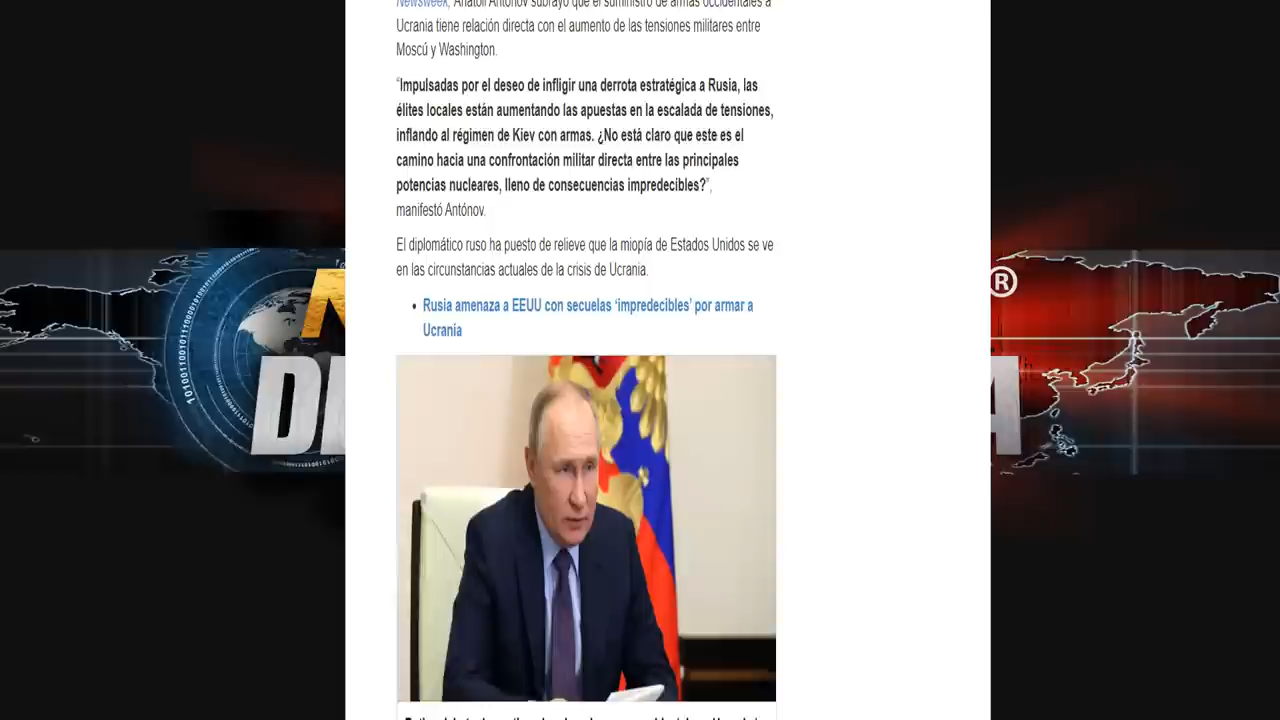 Newsweek, Anatoli Antónov subrayó que el suministro de armas occidentales a
Ucrania tiene relación directa con el aumento de las tensiones militares entre
Moscú y Washington.
“Impulsadas por el deseo de infligir una derrota estratégica a Rusia, las
élites locales están aumentando las apuestas en la escalada de tensiones,
inflando al régimen de Kiev con armas. ¿No está claro que este es el
camino hacia una confrontación militar directa entre las principales
potencias nucleares, lleno de consecuencias impredecibles?”,
manifestó Antónov.
El diplomático ruso ha puesto de relieve que la miopía de Estados Unidos se ve
en las circunstancias actuales de la crisis de Ucrania.
• Rusia amenaza a EEUU con secuelas ‘impredecibles’ por armar a
Ucrania
®